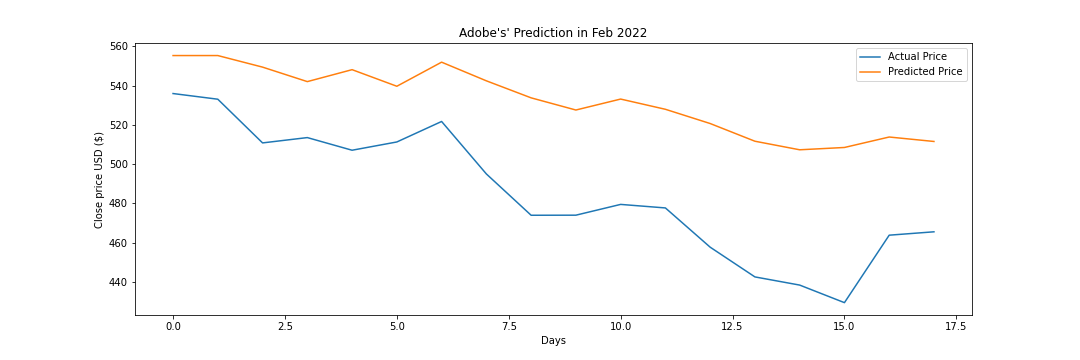 Adobe's' Prediction in Feb 2022
Actual Price
Predicted Price
Close price USD ($)
560
540
520
500
480
460
440
0.0 2.5 5.0 7.5 10.0 12.5 15.0 17.5
Days